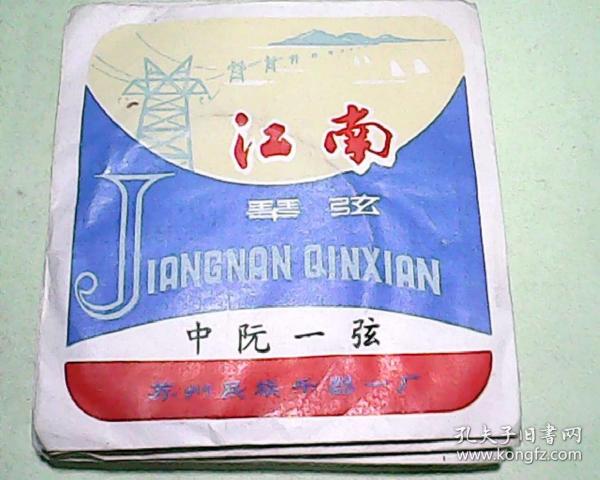 江南
琴弦
JIANGNAN QINXIAN
中阮一弦
苏州民族乐器一厂
孔夫子旧書网
www.kongfz.com